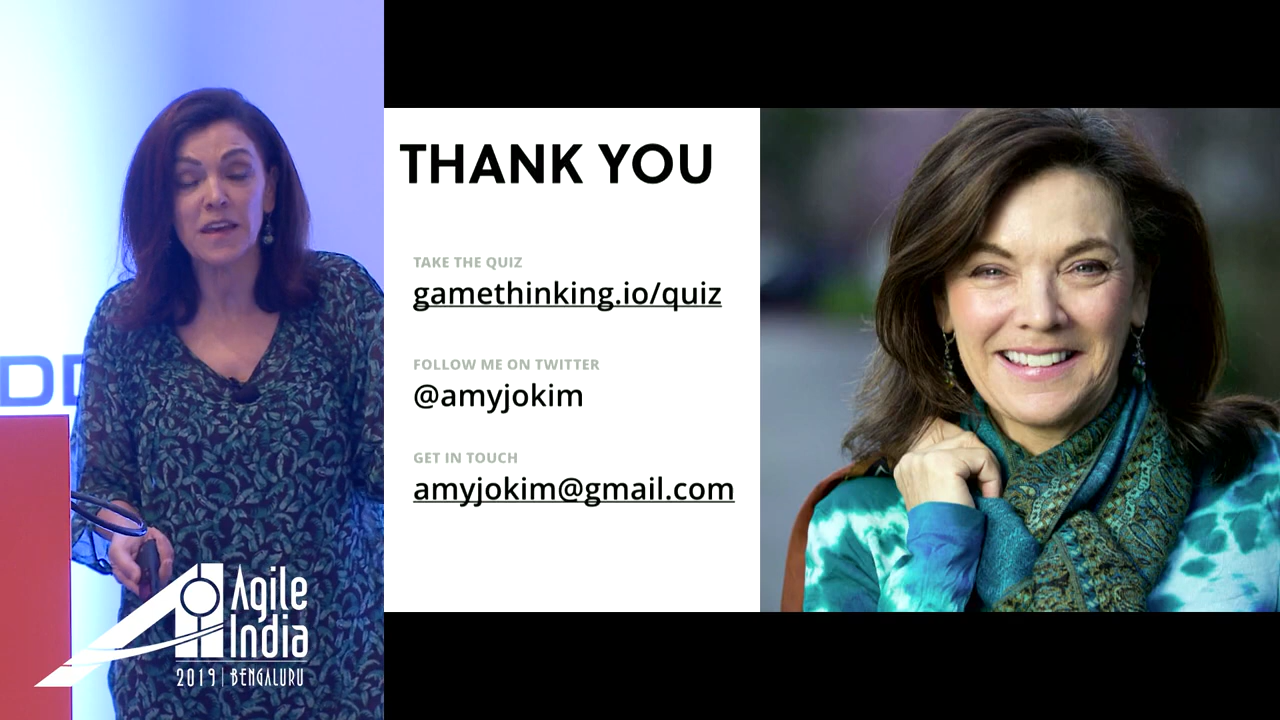 THANK YOU
TAKE THE QUIZ
gamethinking.io/quiz
FOLLOW ME ON TWITTER
@amyjokim
GET IN TOUCH
amyjokim@gmail.com
Agile
India
2019 | BENGALURU